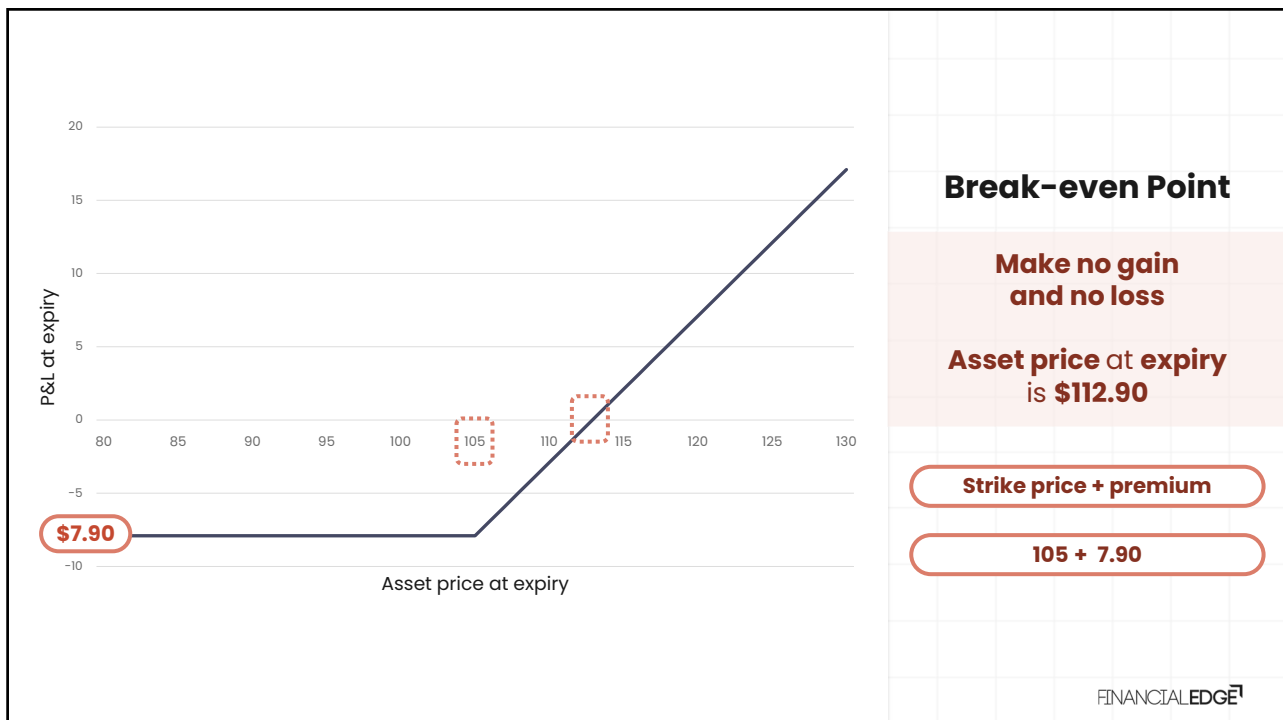 20
15
10
5
0
-5
-10
P&L at expiry
80 85 90 95 100 105 110 115 120 125 130
$7.90
Asset price at expiry
Break-even Point
Make no gain
and no loss
Asset price at expiry
is $112.90
Strike price + premium
105 + 7.90
FINANCIALEDGE